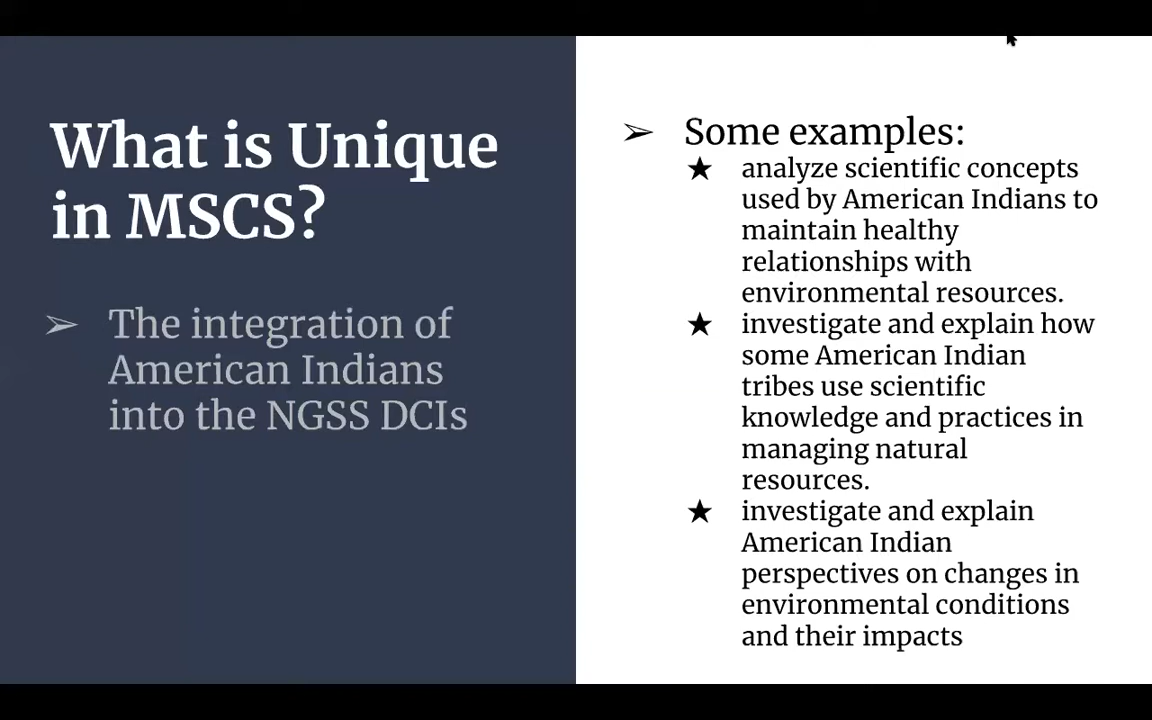 What is Unique
in MSCS?
➢ The integration of
American Indians
into the NGSS DCIs
➢ Some examples:
★ analyze scientific concepts
used by American Indians to
maintain healthy
relationships with
environmental resources.
★ investigate and explain how
some American Indian
tribes use scientific
knowledge and practices in
managing natural
resources.
★ investigate and explain
American Indian
perspectives on changes in
environmental conditions
and their impacts